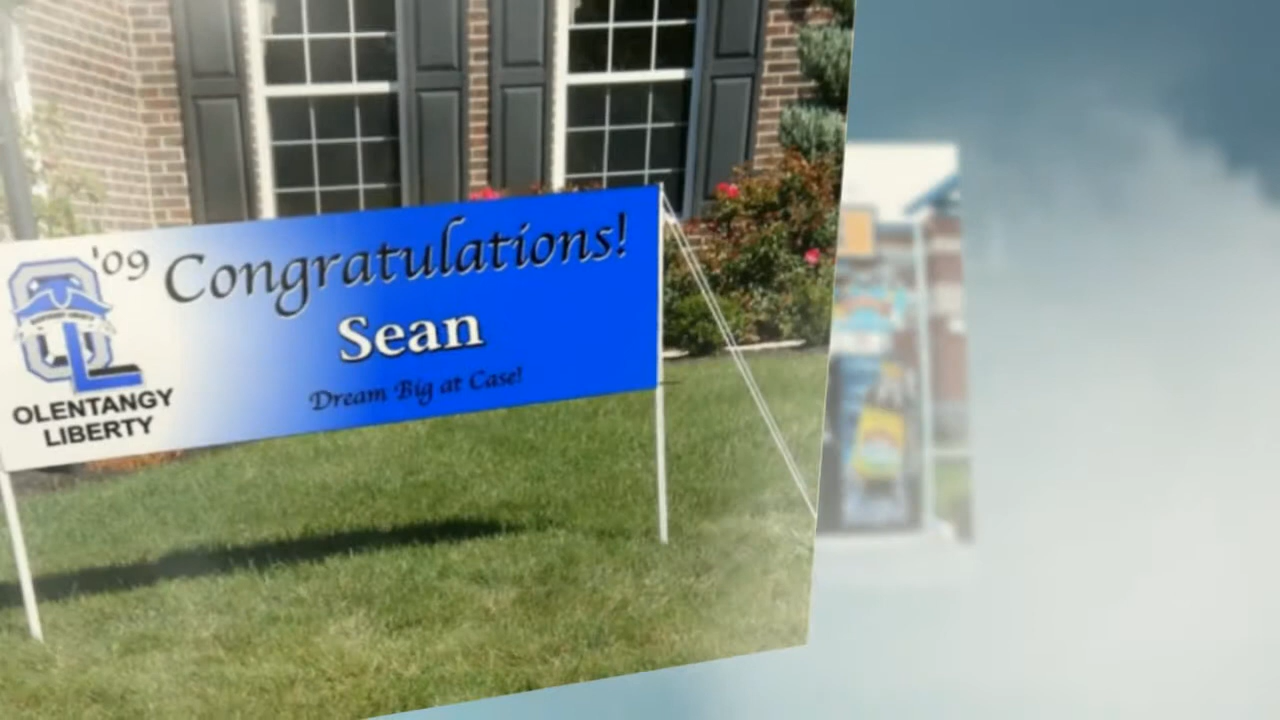 '09
Congratulations!
Sean
Dream Big at Case!
OLENTANGY
LIBERTY